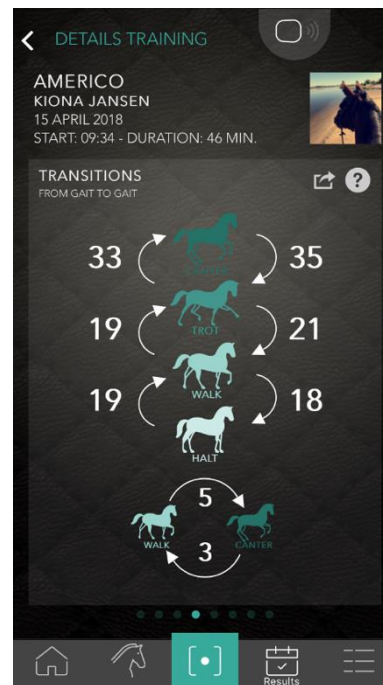 DETAILS TRAINING
AMERICO
KIONA JANSEN
15 APRIL 2018
START: 09:34 - DURATION: 46 MIN.
TRANSITIONS
FROM GAIT TO GAIT
?
33
CANTER
35
19
TROT
21
WALK
19
18
HALT
5
WALK
CANTER
3
Results